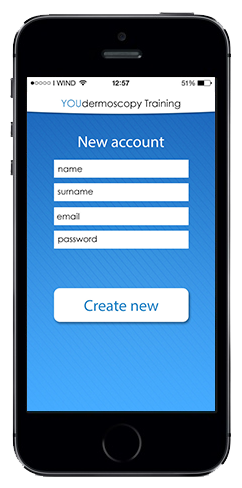 I WIND 12:57 51%
YOUdermoscopy Training
New account
name
surname
email
password
Create new